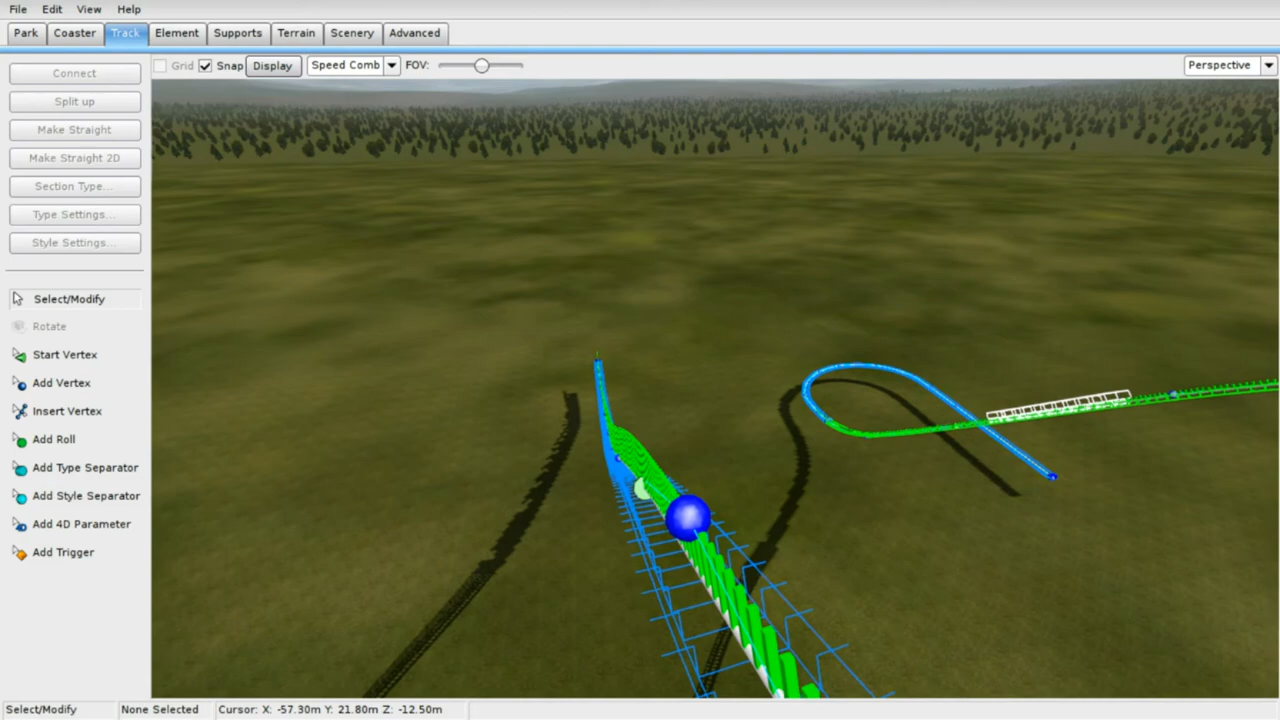 File Edit View Help
Park Coaster Track Element Supports Terrain Scenery Advanced
Grid Snap Display Speed Comb FOV: Perspective
Connect
Split up
Make Straight
Make Straight 2D
Section Type...
Type Settings...
Style Settings...
Select/Modify
Rotate
Start Vertex
Add Vertex
Insert Vertex
Add Roll
Add Type Separator
Add Style Separator
Add 4D Parameter
Add Trigger
Select/Modify None Selected Cursor: X: -57.30m Y: 21.80m Z: -12.50m